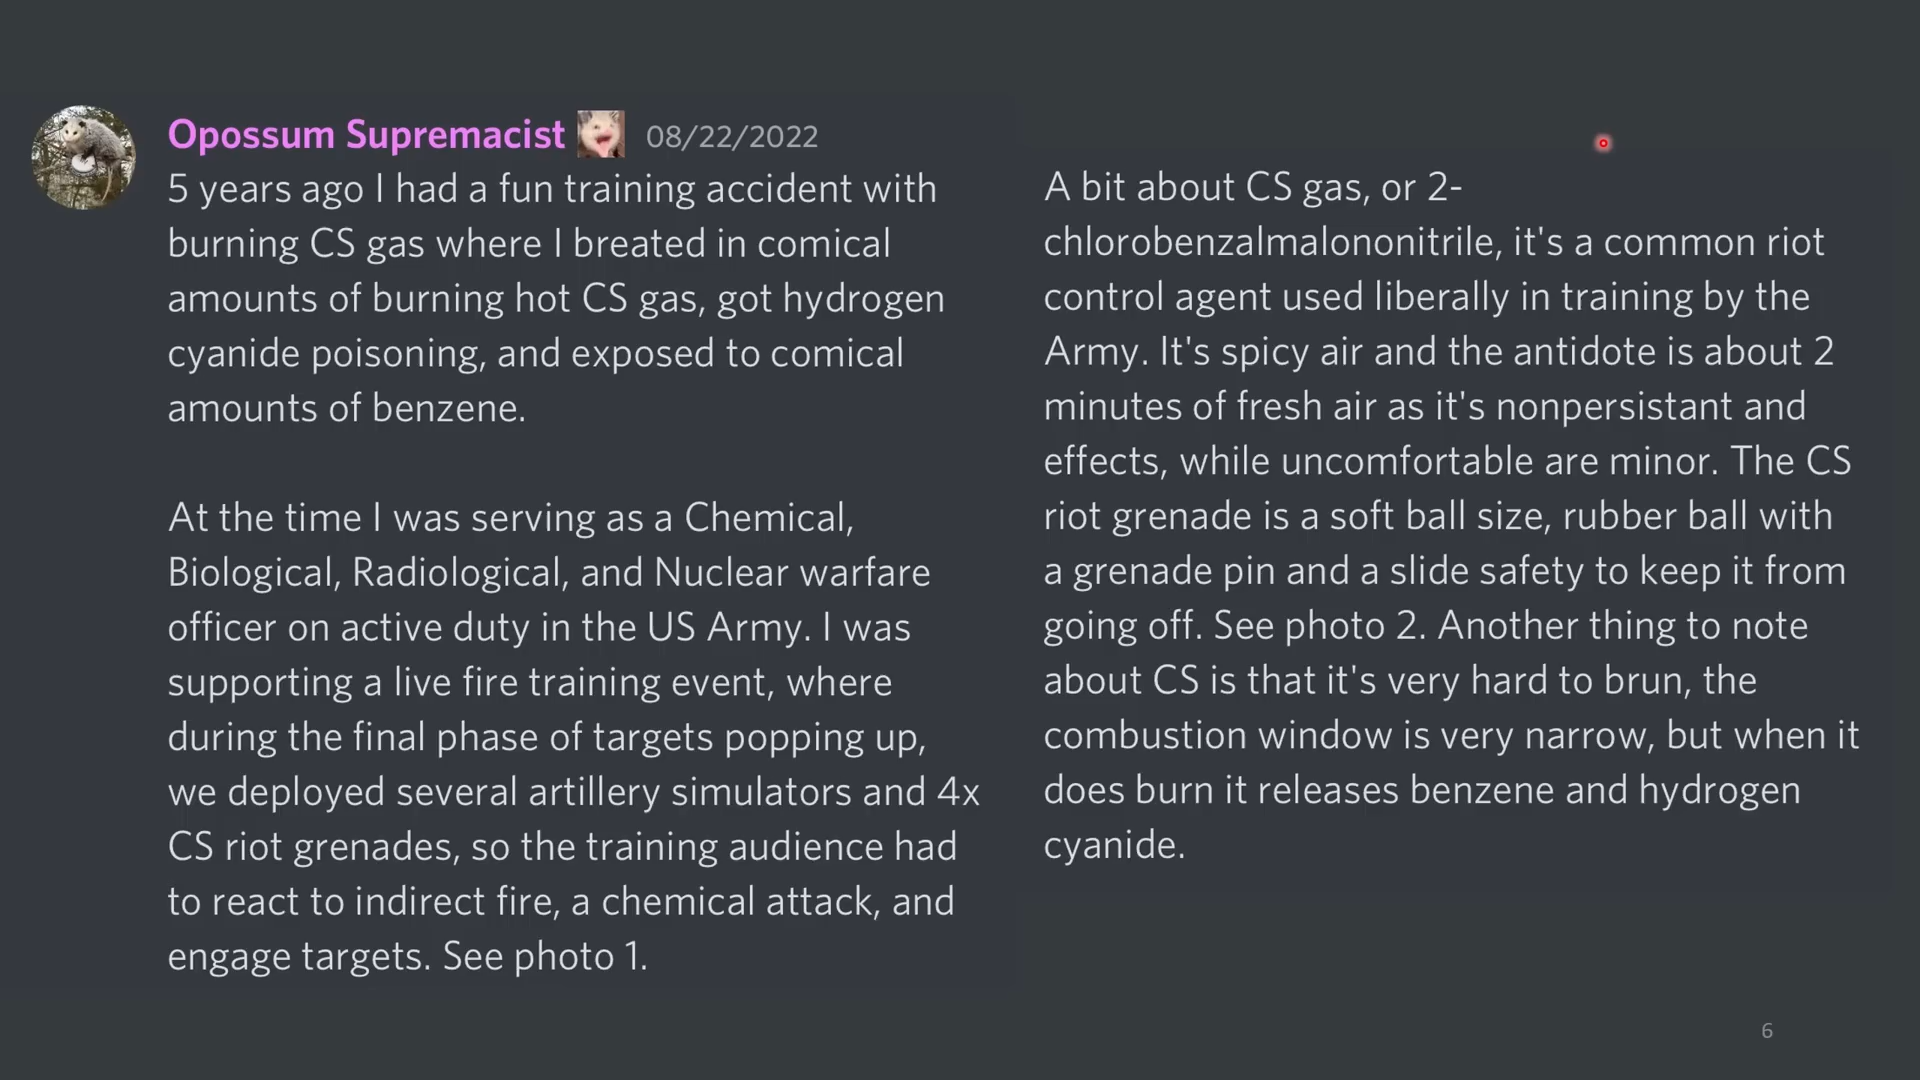 Opossum Supremacist 08/22/2022
5 years ago I had a fun training accident with
burning CS gas where I breated in comical
amounts of burning hot CS gas, got hydrogen
cyanide poisoning, and exposed to comical
amounts of benzene.
At the time I was serving as a Chemical,
Biological, Radiological, and Nuclear warfare
officer on active duty in the US Army. I was
supporting a live fire training event, where
during the final phase of targets popping up,
we deployed several artillery simulators and 4x
CS riot grenades, so the training audience had
to react to indirect fire, a chemical attack, and
engage targets. See photo 1.
A bit about CS gas, or 2-
chlorobenzalmalononitrile, it's a common riot
control agent used liberally in training by the
Army. It's spicy air and the antidote is about 2
minutes of fresh air as it's nonpersistant and
effects, while uncomfortable are minor. The CS
riot grenade is a soft ball size, rubber ball with
a grenade pin and a slide safety to keep it from
going off. See photo 2. Another thing to note
about CS is that it's very hard to brun, the
combustion window is very narrow, but when it
does burn it releases benzene and hydrogen
cyanide.
6